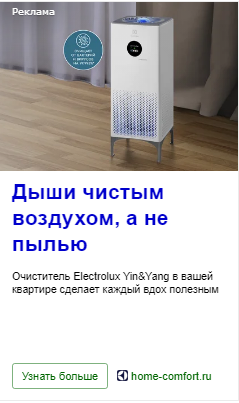 Реклама
Дыши чистым
воздухом, а не
пылью
Очиститель Electrolux Yin&Yang в вашей
квартире сделает каждый вдох полезным
Узнать больше
home-comfort.ru